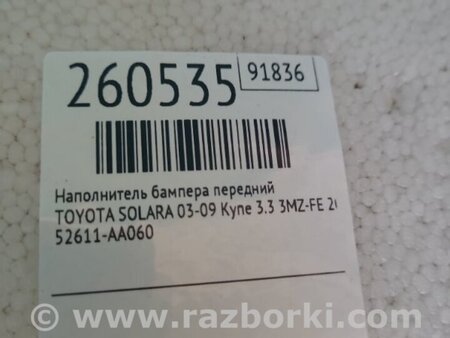 260535
91836
Наполнитель бампера передний
TOYOTA SOLARA 03-09 Купе 3.3 3MZ-FE
52611-AA060
© www.razborki.com